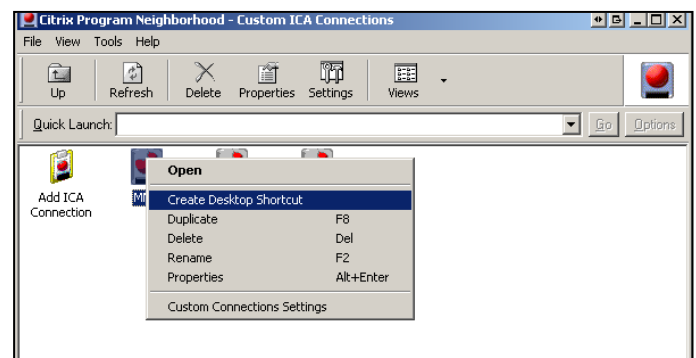 Citrix Program Neighborhood - Custom ICA Connections
File View Tools Help
Up Refresh Delete Properties Settings Views
Quick Launch: Go Options
Add ICA
Connection
Open
Create Desktop Shortcut
Duplicate F8
Delete Del
Rename F2
Properties Alt+Enter
Custom Connections Settings